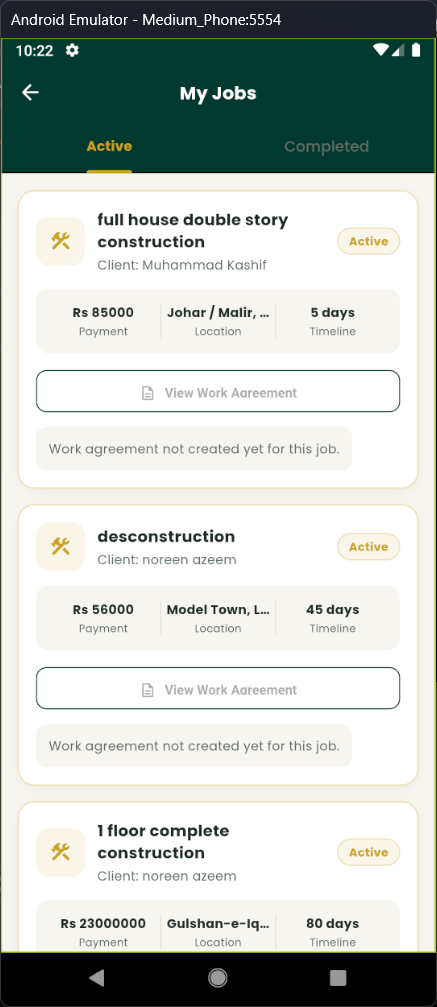 Android Emulator - Medium_Phone:5554
10:22
My Jobs
Active Completed
full house double story
construction
Active
Client: Muhammad Kashif
Rs 85000 Johar / Malir, ... 5 days
Payment Location Timeline
View Work Agreement
Work agreement not created yet for this job.
desconstruction
Active
Client: noreen azeem
Rs 56000 Model Town, L... 45 days
Payment Location Timeline
View Work Agreement
Work agreement not created yet for this job.
1 floor complete
construction
Active
Client: noreen azeem
Rs 23000000 Gulshan-e-Iq... 80 days
Payment Location Timeline